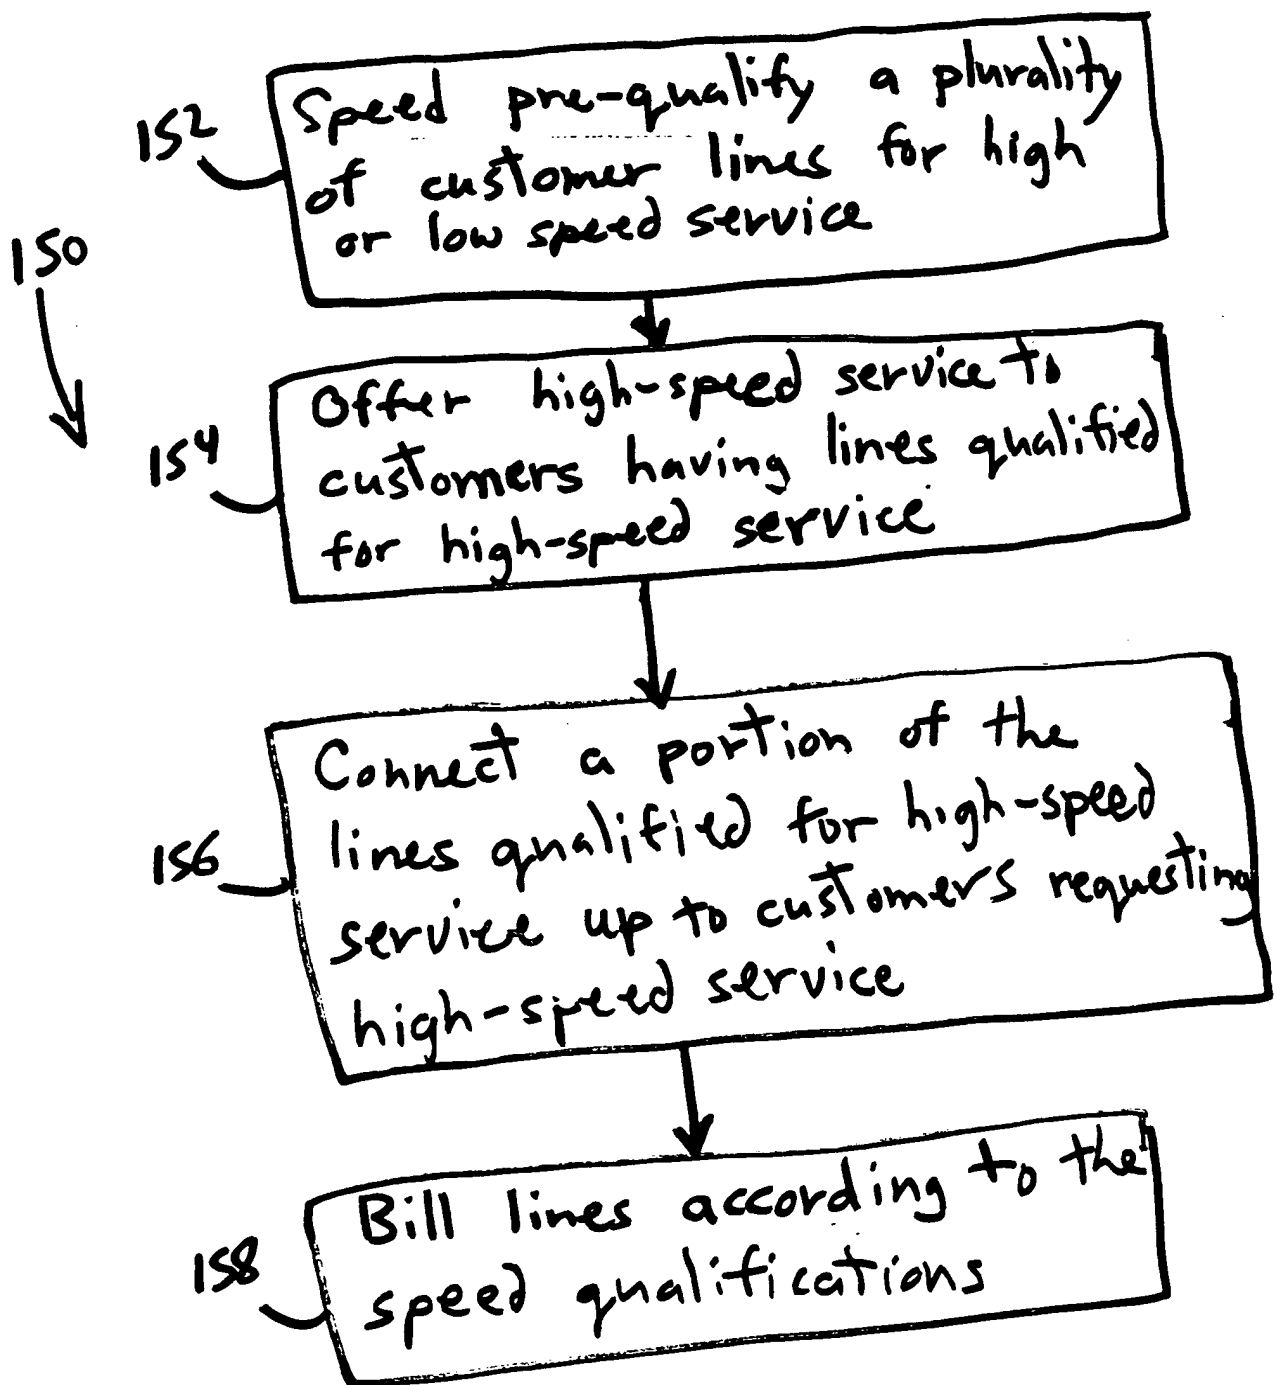 152
Speed pre-qualify a plurality
of customer lines for high
or low speed service
150
154
Offer high-speed service to
customers having lines qualified
for high-speed service
156
Connect a portion of the
lines qualified for high-speed
service up to customers requesting
high-speed service
158
Bill lines according to the
speed qualifications